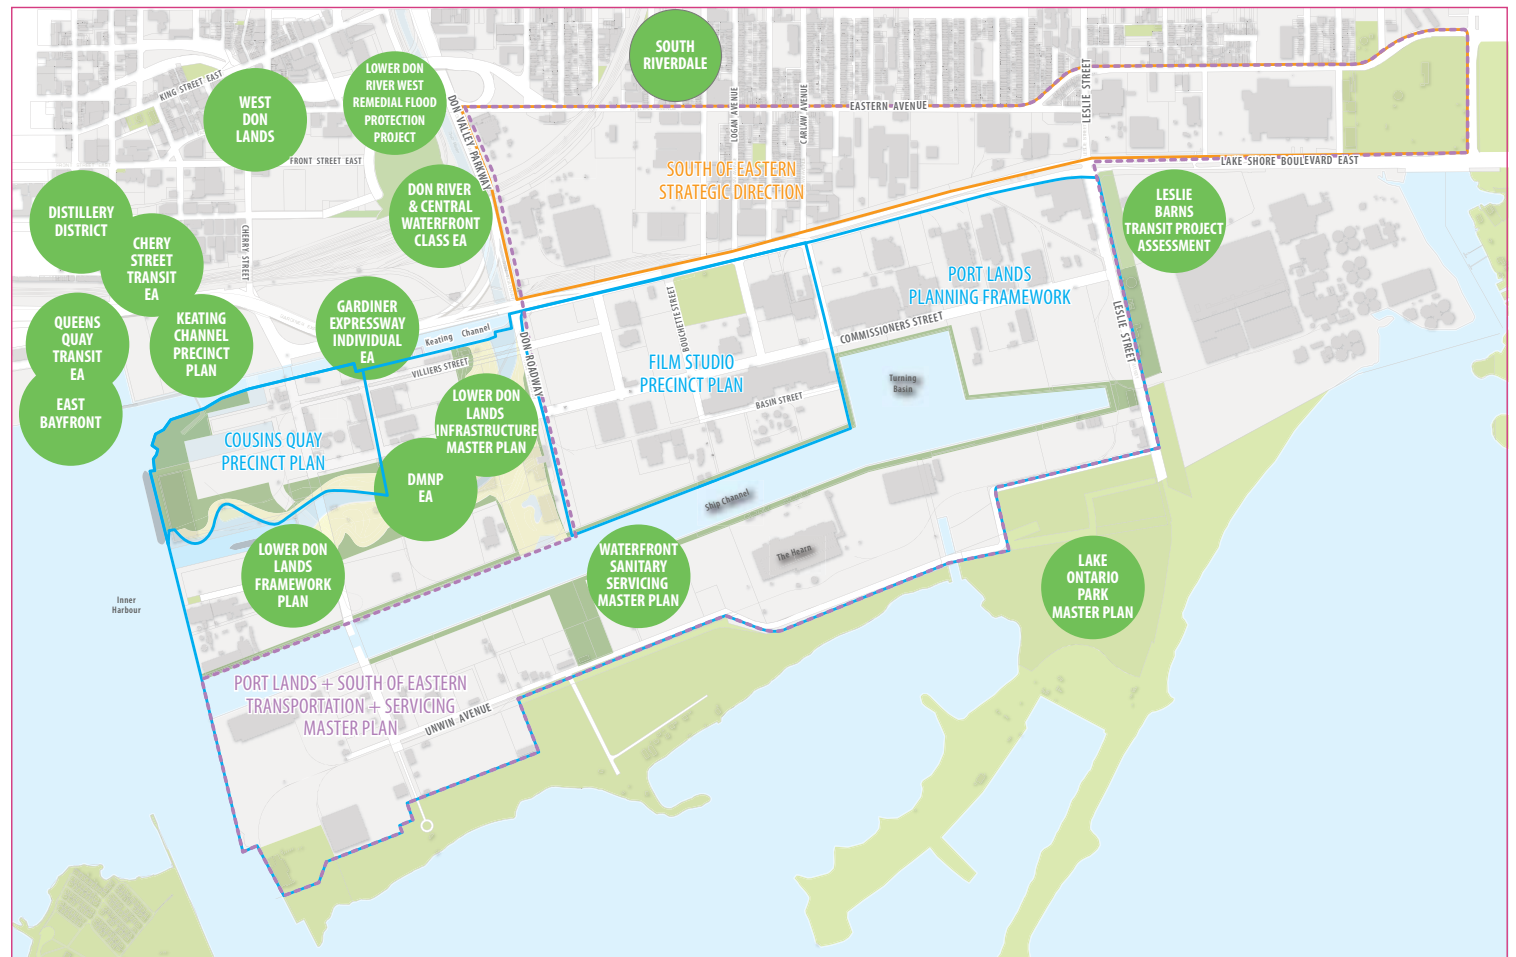 SOUTH
RIVERDALE
LOWER DON
RIVER WEST
REMEDIAL FLOOD
PROTECTION
PROJECT
KING STREET EAST
WEST
DON
LANDS
DON VALLEY PARKWAY
LOGAN AVENUE
CARLAW AVENUE
EASTERN AVENUE
LESLIE STREET
FRONT STREET EAST
LAKE SHORE BOULEVARD EAST
SOUTH OF EASTERN
STRATEGIC DIRECTION
DON RIVER
& CENTRAL
WATERFRONT
CLASS EA
LESLIE
BARNS
TRANSIT PROJECT
ASSESSMENT
DISTILLERY
DISTRICT
CHERY
STREET
TRANSIT
EA
CHERRY STREET
PORT LANDS
PLANNING FRAMEWORK
QUEENS
QUAY
TRANSIT
EA
KEATING
CHANNEL
PRECINCT
PLAN
GARDINER
EXPRESSWAY
INDIVIDUAL
EA
Keating Channel
BOUCHETTE STREET
COMMISSIONERS STREET
LESLIE STREET
DON ROADWAY
VILLIERS STREET
FILM STUDIO
PRECINCT PLAN
Turning
Basin
BASIN STREET
EAST
BAYFRONT
LOWER DON
LANDS
INFRASTRUCTURE
MASTER PLAN
COUSINS QUAY
PRECINCT PLAN
DMNP
EA
Ship Channel
The Hearn
LOWER DON
LANDS
FRAMEWORK
PLAN
WATERFRONT
SANITARY
SERVICING
MASTER PLAN
LAKE
ONTARIO
PARK
MASTER PLAN
Inner
Harbour
PORT LANDS + SOUTH OF EASTERN
TRANSPORTATION + SERVICING
MASTER PLAN
UNWIN AVENUE